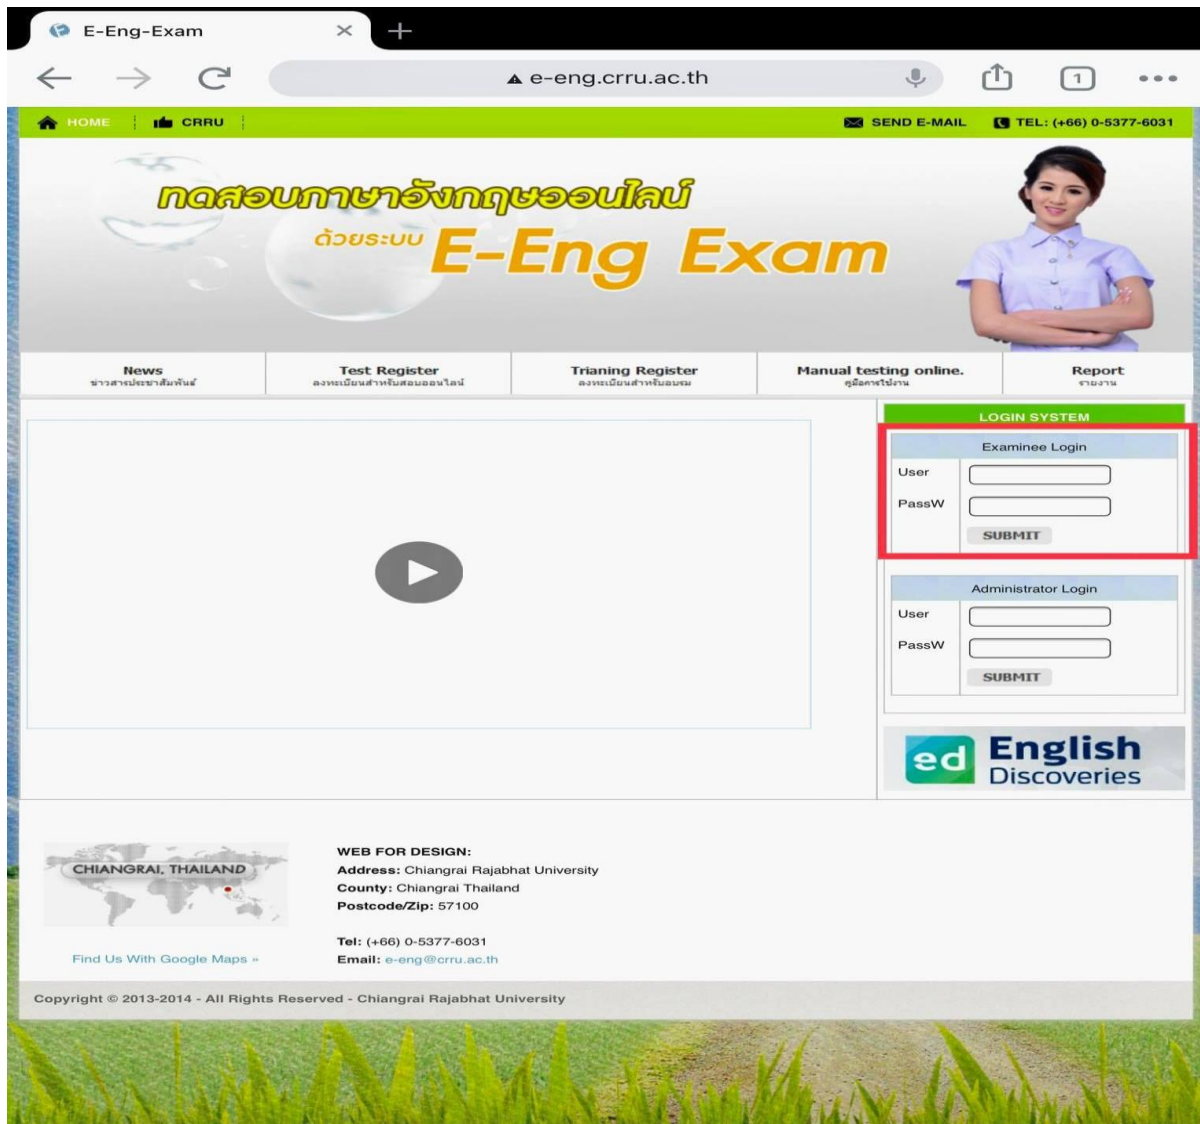 E-Eng-Exam
e-eng.crru.ac.th
1
HOME CRRU SEND E-MAIL TEL: (+66) 0-5377-6031
ทดสอบภาษาอังกฤษออนไลน์
ด้วยระบบ E-Eng Exam
News Test Register Trianing Register Manual testing online. Report
ข่าวสารประชาสัมพันธ์ ลงทะเบียนสำหรับสอบออนไลน์ ลงทะเบียนสำหรับอบรม คู่มือการใช้งาน รายงาน
LOGIN SYSTEM
Examinee Login
User
PassW
SUBMIT
Administrator Login
User
PassW
SUBMIT
ed English
Discoveries
CHIANGRAI, THAILAND
Find Us With Google Maps »
WEB FOR DESIGN:
Address: Chiangrai Rajabhat University
County: Chiangrai Thailand
Postcode/Zip: 57100
Tel: (+66) 0-5377-6031
Email: e-eng@crru.ac.th
Copyright © 2013-2014 - All Rights Reserved - Chiangrai Rajabhat University